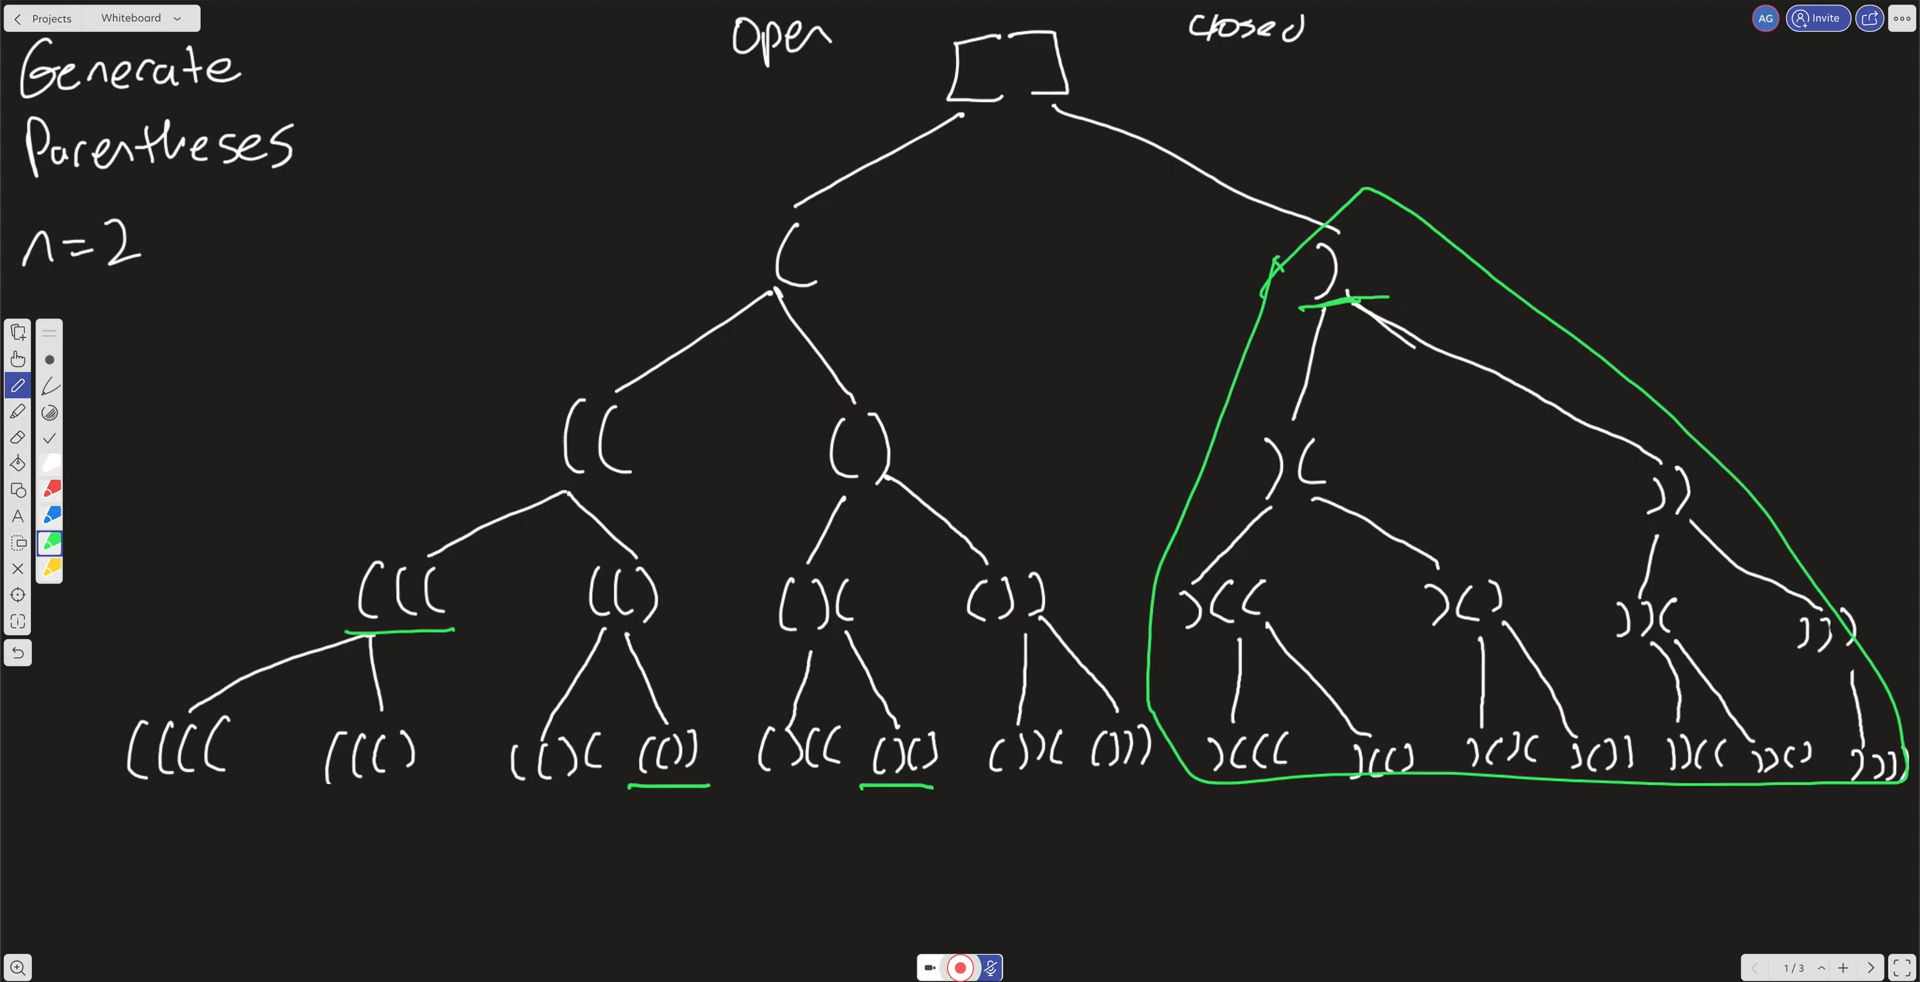 Projects
Whiteboard
AG
Invite
Open
Closed
[ ]
Generate
Parentheses
n=2
(
)
((
()
)(
))
(((
(()
()(
())
)((
)()
))(
)))
((((
((()
(()(
(())
()((
()()
())(
()))
)(((
)(()
)()(
)())
))((
))()
))))
A
1 / 3